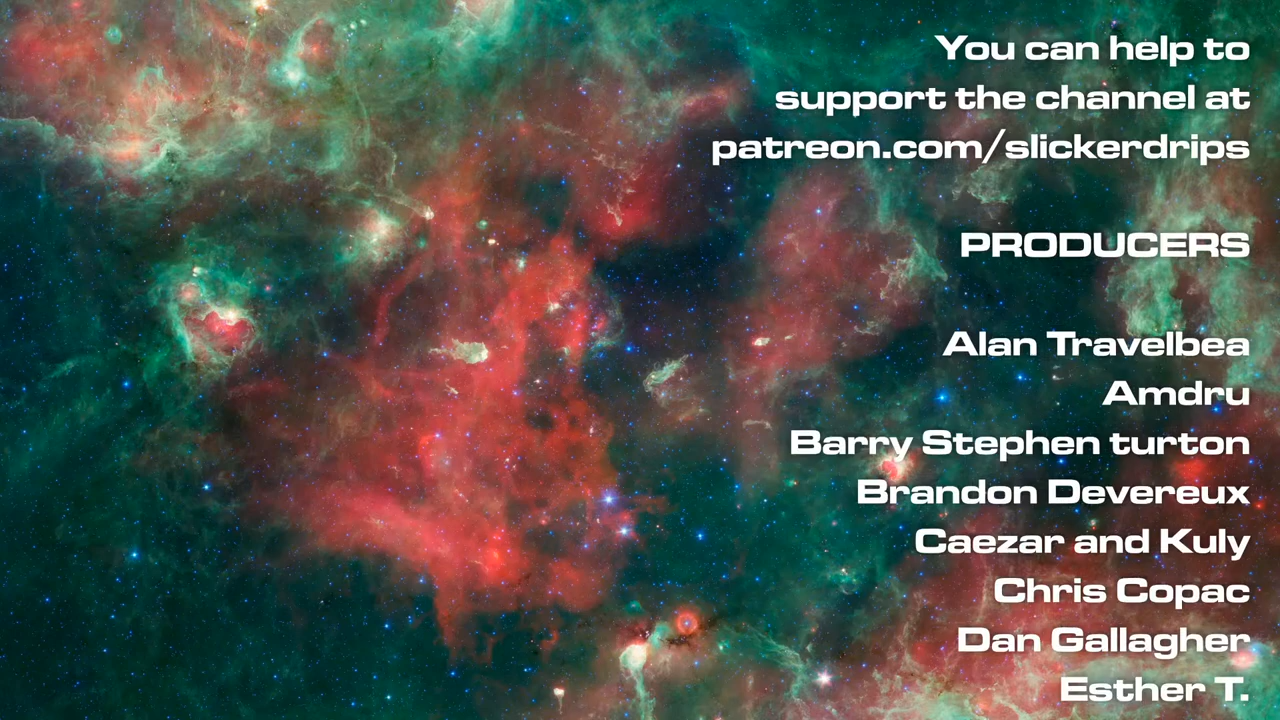 You can help to
support the channel at
patreon.com/slickerdrips
PRODUCERS
Alan Travelbea
Amdru
Barry Stephen turton
Brandon Devereux
Caezar and Kuly
Chris Copac
Dan Gallagher
Esther T.